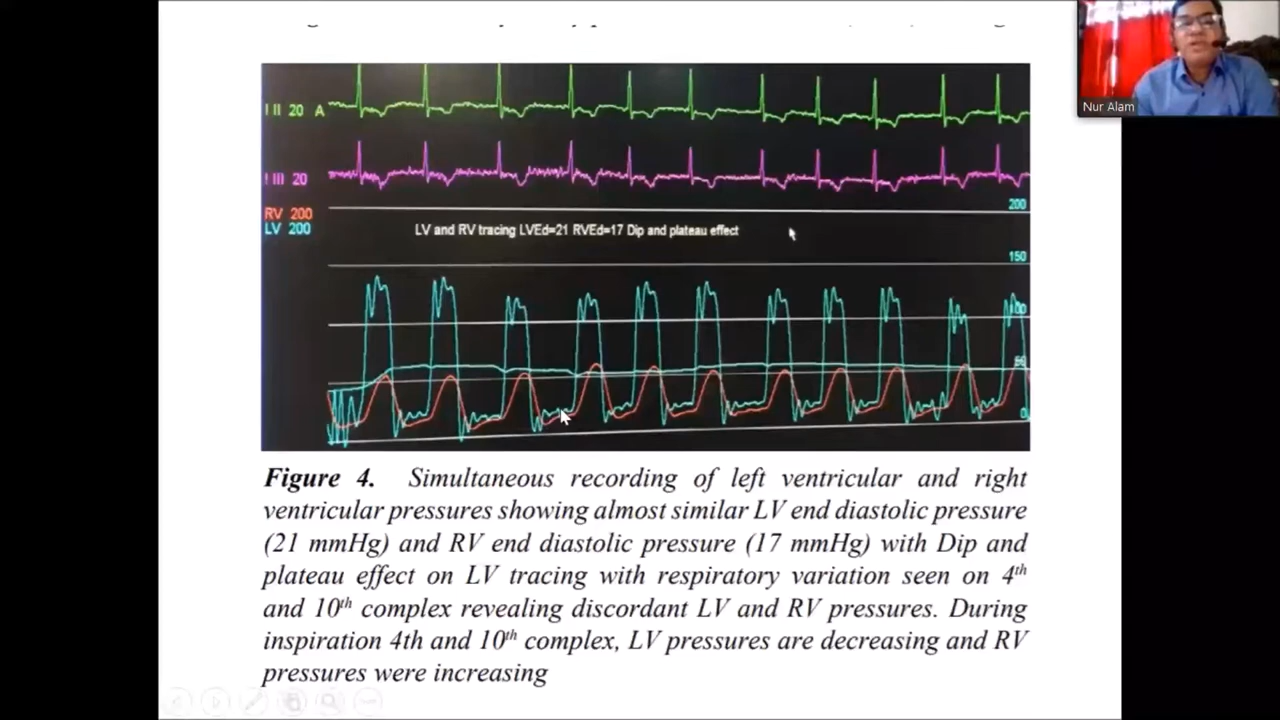 Nur Alam
I II 20 A
I III 20
RV 200
LV 200
200
LV and RV tracing LVEd=21 RVEd=17 Dip and plateau effect
150
100
50
0
Figure 4. Simultaneous recording of left ventricular and right
ventricular pressures showing almost similar LV end diastolic pressure
(21 mmHg) and RV end diastolic pressure (17 mmHg) with Dip and
plateau effect on LV tracing with respiratory variation seen on 4th
and 10th complex revealing discordant LV and RV pressures. During
inspiration 4th and 10th complex, LV pressures are decreasing and RV
pressures were increasing